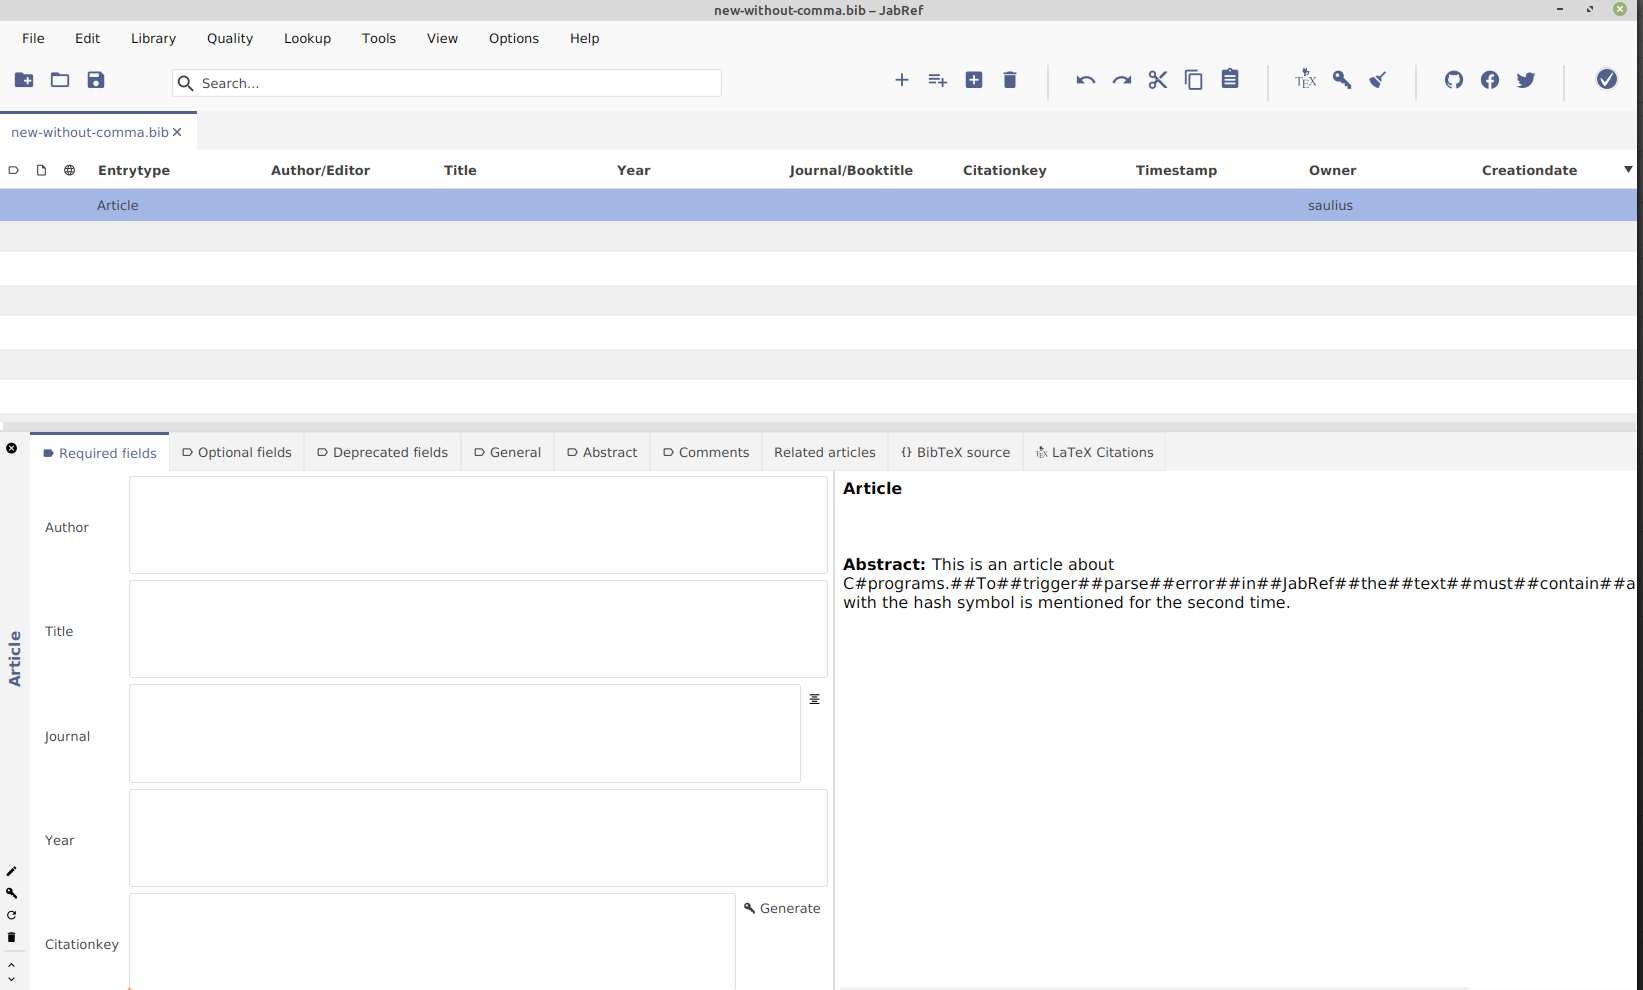 new-without-comma.bib – JabRef
File Edit Library Quality Lookup Tools View Options Help
Search...
TEX
new-without-comma.bib
Entrytype Author/Editor Title Year Journal/Booktitle Citationkey Timestamp Owner Creationdate
Article saulius
Required fields Optional fields Deprecated fields General Abstract Comments Related articles {} BibTeX source TEX LaTeX Citations
Article
Author
Title
Journal
Year
Citationkey
Generate
Article
Abstract: This is an article about
C#programs.##To##trigger##parse##error##in##JabRef##the##text##must##contain##a
with the hash symbol is mentioned for the second time.